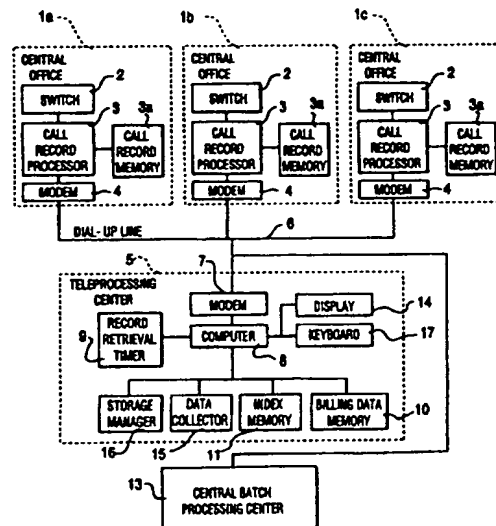 1a
1b
1c
CENTRAL
OFFICE
2
SWITCH
3
3a
CALL
RECORD
PROCESSOR
CALL
RECORD
MEMORY
MODEM
4
CENTRAL
OFFICE
2
SWITCH
3
3a
CALL
RECORD
PROCESSOR
CALL
RECORD
MEMORY
MODEM
4
CENTRAL
OFFICE
2
SWITCH
3
3a
CALL
RECORD
PROCESSOR
CALL
RECORD
MEMORY
MODEM
4
DIAL-UP LINE
6
5
7
TELEPROCESSING
CENTER
MODEM
DISPLAY
14
RECORD
RETRIEVAL
TIMER
9
COMPUTER
8
KEYBOARD
17
STORAGE
MANAGER
16
DATA
COLLECTOR
15
INDEX
MEMORY
11
BILLING DATA
MEMORY
10
13
CENTRAL BATCH
PROCESSING CENTER